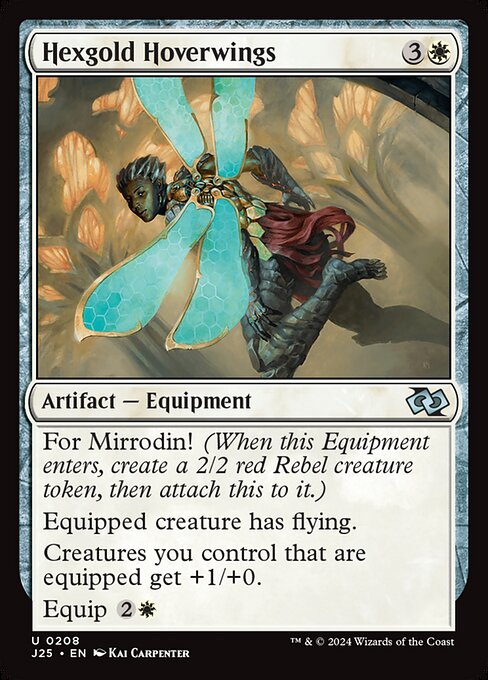 Hexgold Hoverwings 3
Artifact — Equipment
For Mirrodin! (When this Equipment
enters, create a 2/2 red Rebel creature
token, then attach this to it.)
Equipped creature has flying.
Creatures you control that are
equipped get +1/+0.
Equip 2
U 0208
J25 • EN Kai Carpenter
™ & © 2024 Wizards of the Coast